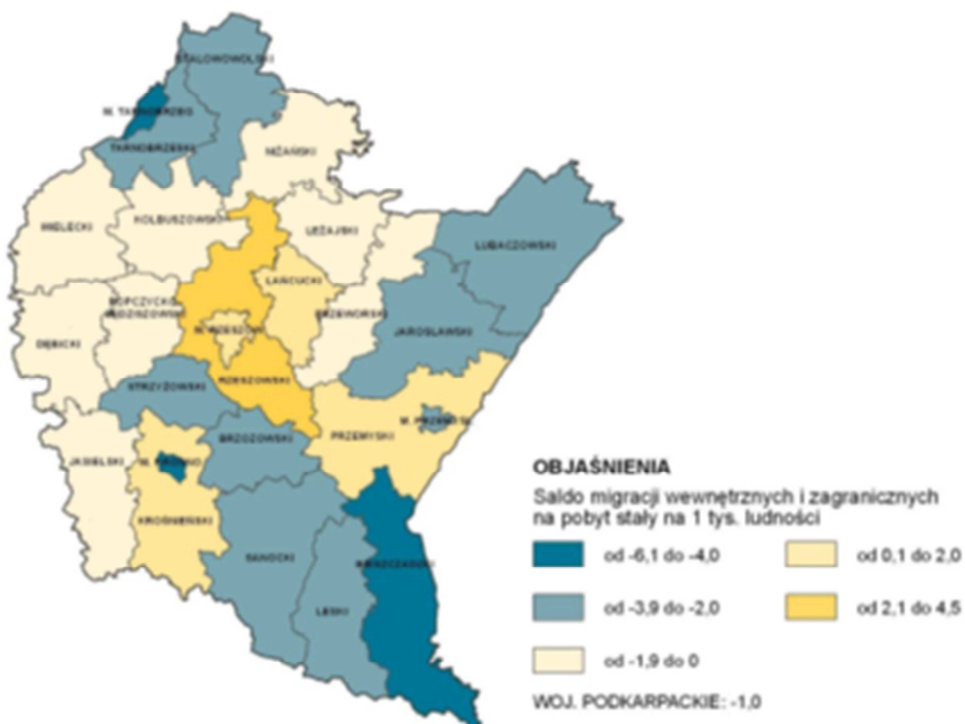 STALOWOWOLSKI
M. TARNOBRZEG
TARNOBRZESKI
NIŻAŃSKI
MIELECKI
KOLBUSZOWSKI
LEŻAJSKI
LUBACZOWSKI
ŁAŃCUCKI
ROPCZYCKO-
SĘDZISZOWSKI
PRZEWORSKI
M. RZESZÓW
JAROSŁAWSKI
DĘBICKI
RZESZOWSKI
STRZYŻOWSKI
M. PRZEMYŚL
PRZEMYSKI
BRZOZOWSKI
JASIELSKI
M. KROSNO
KROŚNIEŃSKI
SANOCKI
BIESZCZADZKI
LESKI
OBJAŚNIENIA
Saldo migracji wewnętrznych i zagranicznych
na pobyt stały na 1 tys. ludności
od -6,1 do -4,0
od 0,1 do 2,0
od -3,9 do -2,0
od 2,1 do 4,5
od -1,9 do 0
WOJ. PODKARPACKIE: -1,0